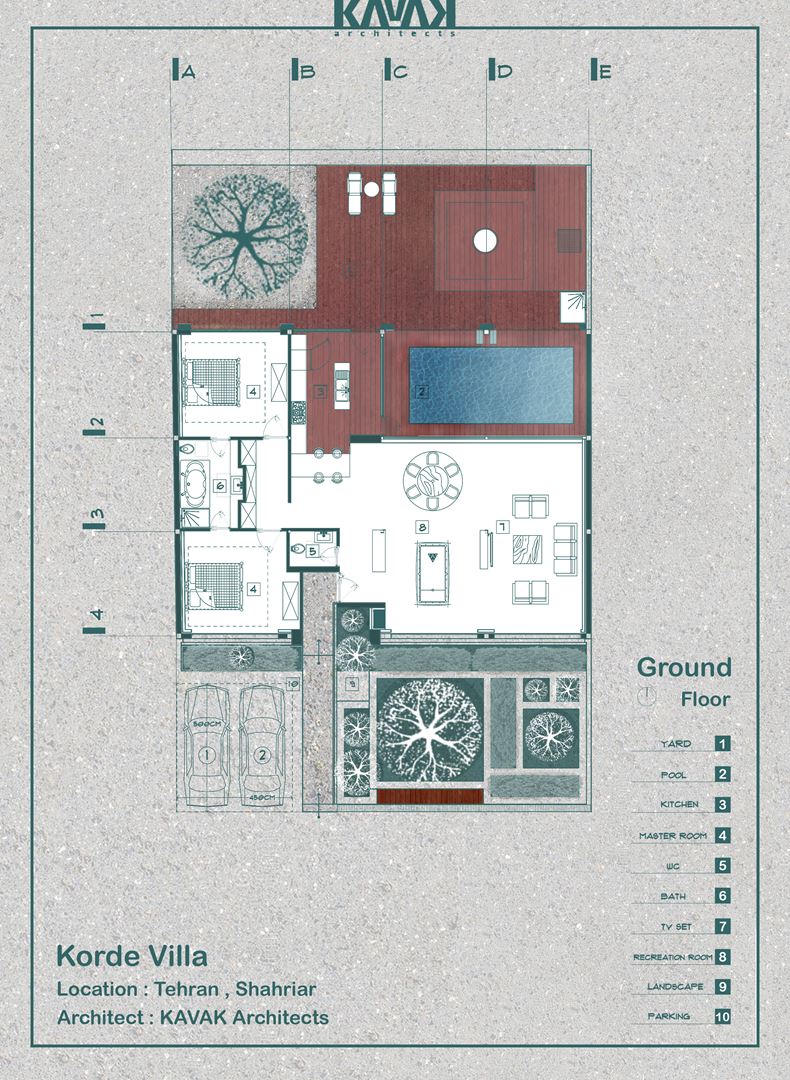 KAVAK
architects
A B C D E
1
2
3
4
4
3
2
6
8
7
5
4
10
9
500CM
1 2
450CM
Ground
Floor
YARD 1
POOL 2
KITCHEN 3
MASTER ROOM 4
WC 5
BATH 6
TV SET 7
RECREATION ROOM 8
LANDSCAPE 9
PARKING 10
Korde Villa
Location : Tehran , Shahriar
Architect : KAVAK Architects